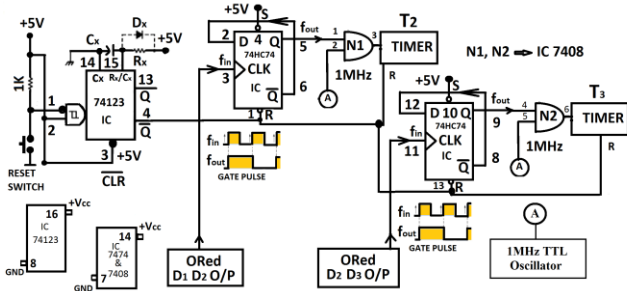 +5V
Cx
Dx
+5V
14
15
Cx
Rx/Cx
Rx
13
Q
74123
IC
4
Q
1K
1
2
3
+5V
CLR
RESET
SWITCH
+5V
S
2
D
4
Q
74HC74
5
fin
3
CLK
IC
Q
6
1
R
fout
1
2
N1
3
TIMER
T2
R
1MHz
A
N1, N2 ⇒ IC 7408
+5V
S
12
D
10
Q
74HC74
9
fin
11
CLK
IC
Q
8
13
R
fout
4
5
N2
6
TIMER
T3
R
1MHz
A
fin
fout
GATE PULSE
fin
fout
GATE PULSE
16
+Vcc
IC
74123
8
GND
14
+Vcc
IC
7474
&
7408
7
GND
ORed
D1 D2 O/P
ORed
D2 D3 O/P
A
1MHz TTL
Oscillator